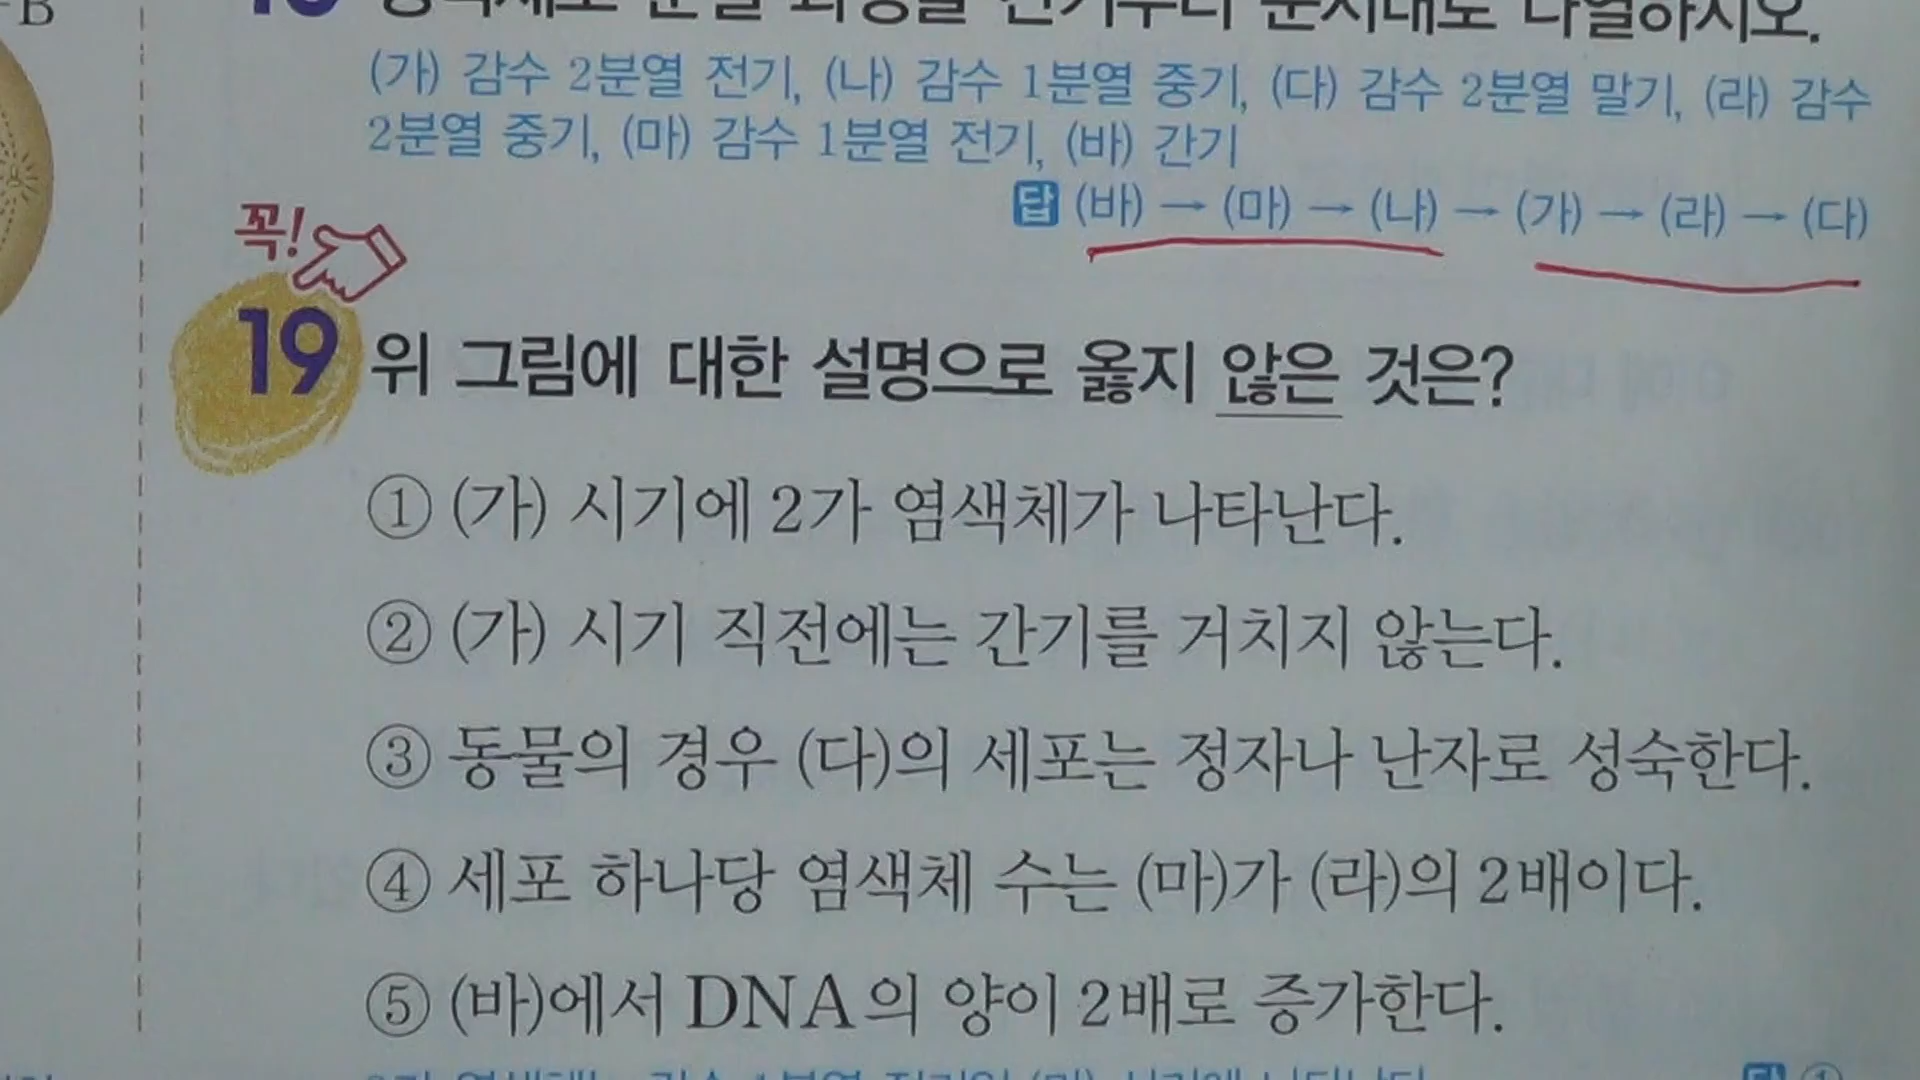 B
(가) 감수 2분열 전기, (나) 감수 1분열 중기, (다) 감수 2분열 말기, (라) 감수
2분열 중기, (마) 감수 1분열 전기, (바) 간기
답 (바) → (마) → (나) → (가) → (라) → (다)
꼭!
19 위 그림에 대한 설명으로 옳지 않은 것은?
① (가) 시기에 2가 염색체가 나타난다.
② (가) 시기 직전에는 간기를 거치지 않는다.
③ 동물의 경우 (다)의 세포는 정자나 난자로 성숙한다.
④ 세포 하나당 염색체 수는 (마)가 (라)의 2배이다.
⑤ (바)에서 DNA의 양이 2배로 증가한다.